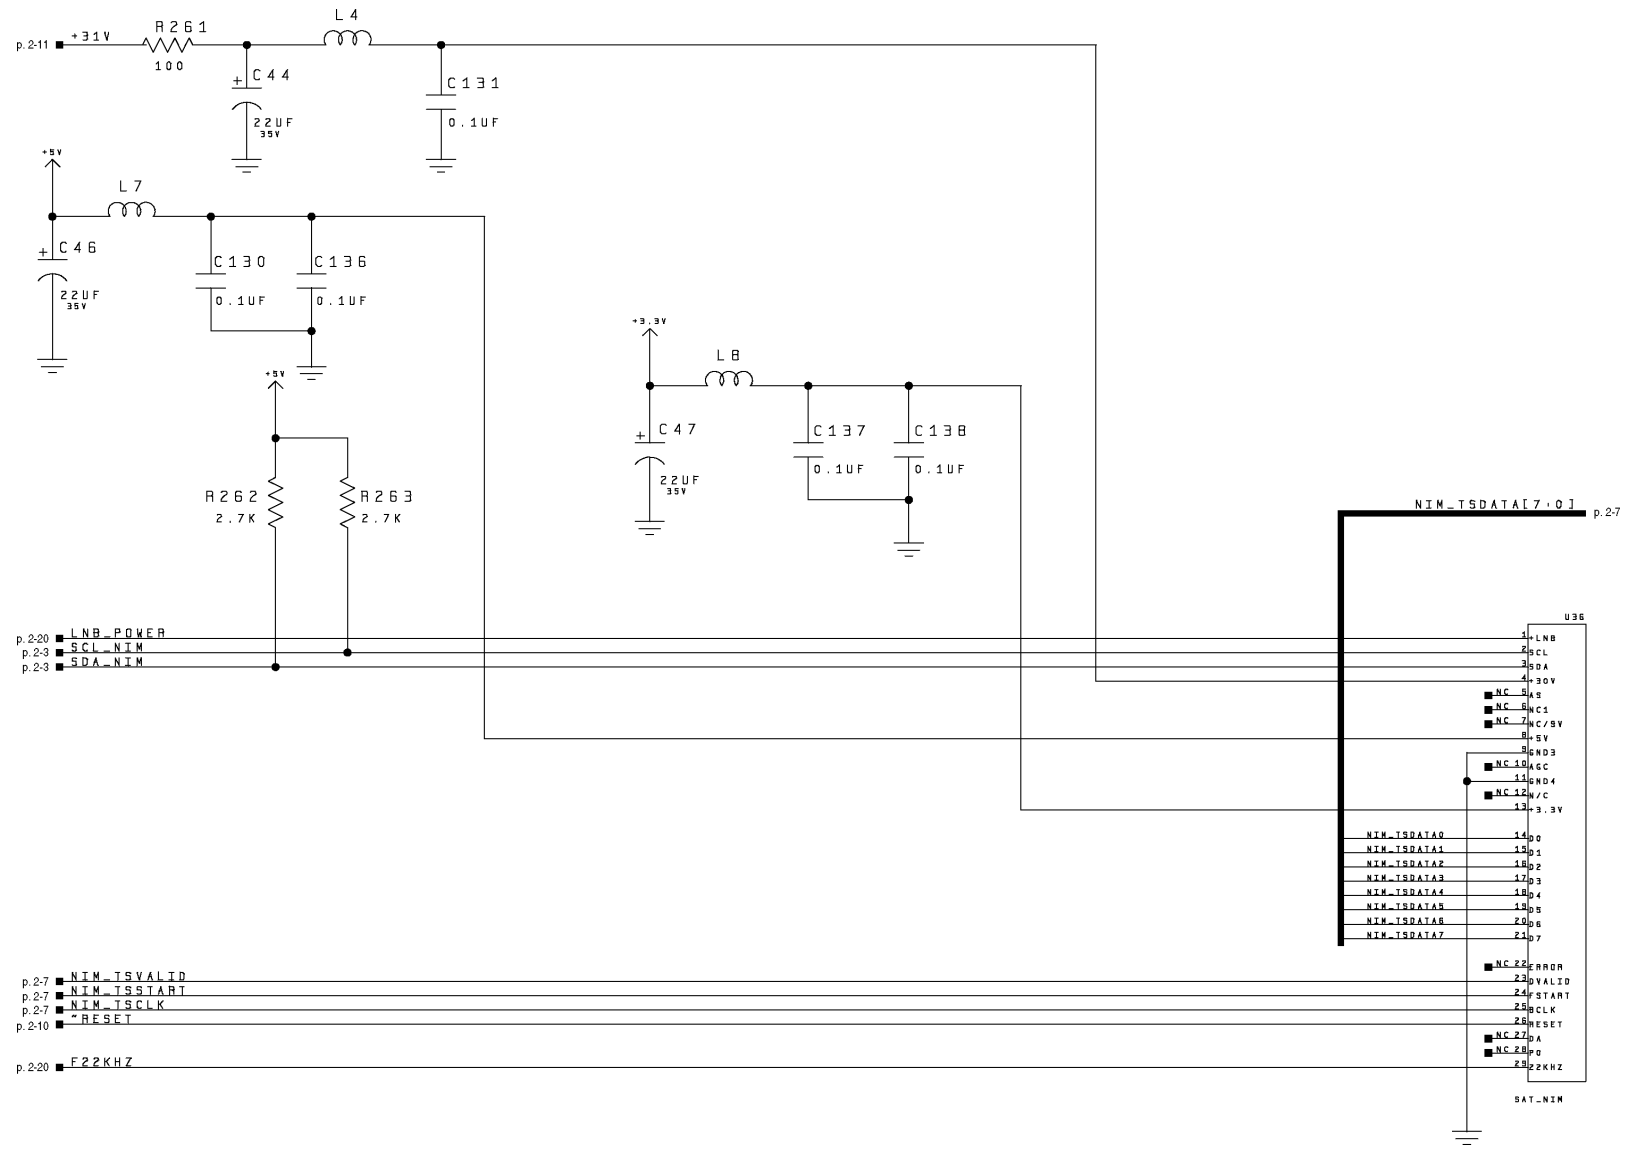 R261
L4
p. 2-11 +31V
100
C44
22UF
35V
C131
0.1UF
+5V
L7
C46
22UF
35V
C130
0.1UF
C136
0.1UF
+5V
R262
2.7K
R263
2.7K
+3.3V
L8
C47
22UF
35V
C137
0.1UF
C138
0.1UF
NIM_TSDATA[7:0] p. 2-7
U36
p. 2-20 LNB_POWER 1 +LNB
p. 2-3 SCL_NIM 2 SCL
p. 2-3 SDA_NIM 3 SDA
4 +30V
NC 5 AS
NC 6 NC1
NC 7 NC/9V
8 +5V
9 GND3
NC 10 AGC
11 GND4
NC 12 N/C
13 +3.3V
NIM_TSDATA0 14 D0
NIM_TSDATA1 15 D1
NIM_TSDATA2 16 D2
NIM_TSDATA3 17 D3
NIM_TSDATA4 18 D4
NIM_TSDATA5 19 D5
NIM_TSDATA6 20 D6
NIM_TSDATA7 21 D7
NC 22 ERROR
p. 2-7 NIM_TSVALID 23 DVALID
p. 2-7 NIM_TSSTART 24 FSTART
p. 2-7 NIM_TSCLK 25 BCLK
p. 2-10 ~RESET 26 RESET
NC 27 DA
NC 28 PO
p. 2-20 F22KHZ 29 22KHZ
SAT_NIM